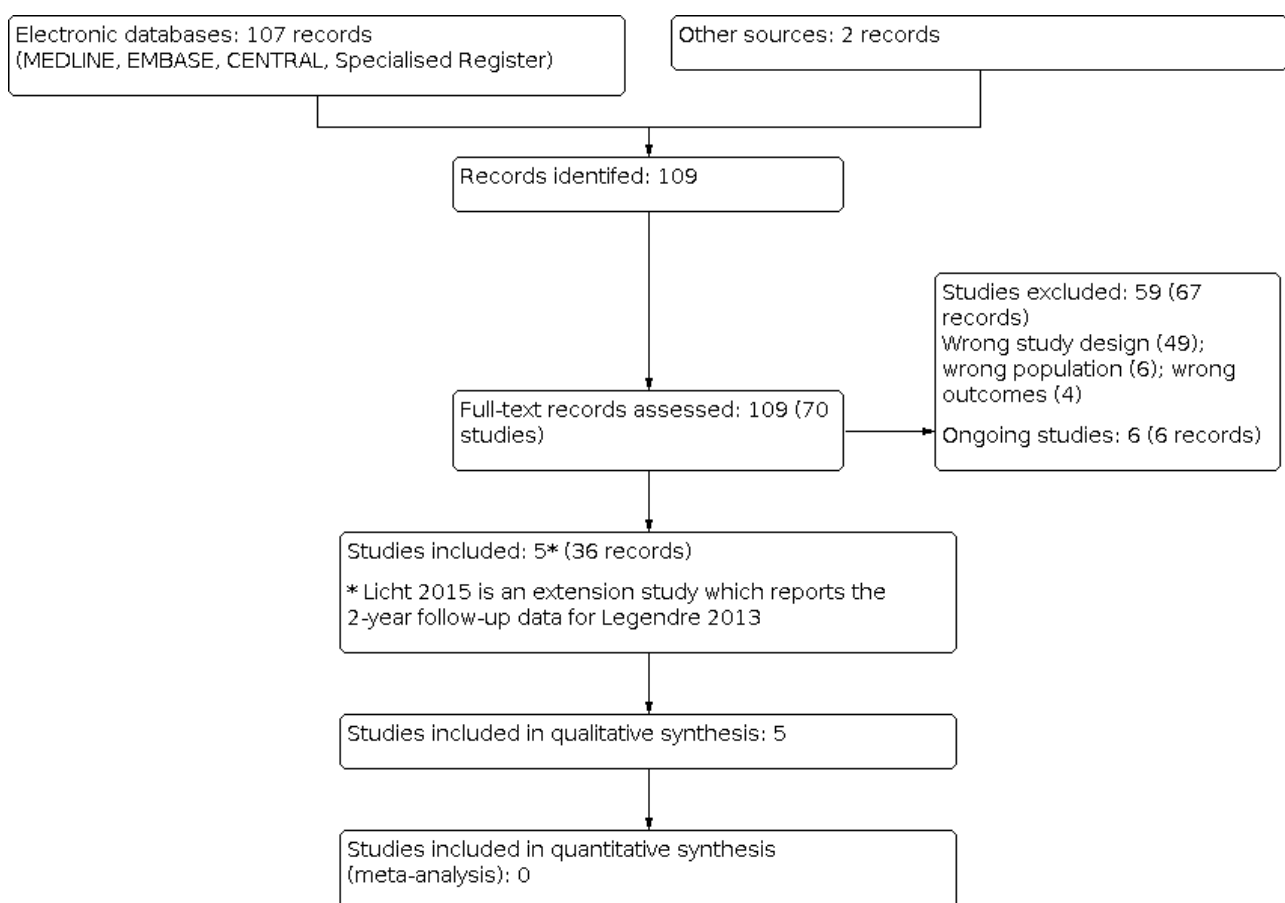 Electronic databases: 107 records
(MEDLINE, EMBASE, CENTRAL, Specialised Register)
Other sources: 2 records
Records identifed: 109
Studies excluded: 59 (67
records)
Wrong study design (49);
wrong population (6); wrong
outcomes (4)
Ongoing studies: 6 (6 records)
Full-text records assessed: 109 (70
studies)
Studies included: 5* (36 records)
* Licht 2015 is an extension study which reports the
2-year follow-up data for Legendre 2013
Studies included in qualitative synthesis: 5
Studies included in quantitative synthesis
(meta-analysis): 0